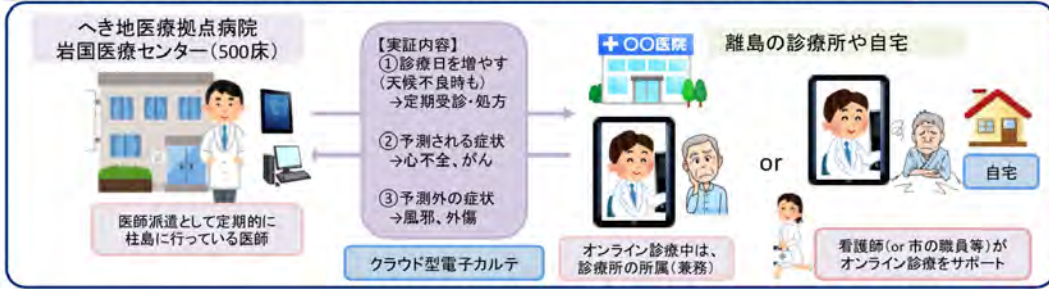 へき地医療拠点病院
岩国医療センター(500床)
医師派遣として定期的に
柱島に行っている医師
【実証内容】
①診療日を増やす
(天候不良時も)
→定期受診・処方
②予測される症状
→心不全、がん
③予測外の症状
→風邪、外傷
クラウド型電子カルテ
〇〇医院
離島の診療所や自宅
or
自宅
オンライン診療中は、
診療所の所属(兼務)
看護師(or 市の職員等)が
オンライン診療をサポート